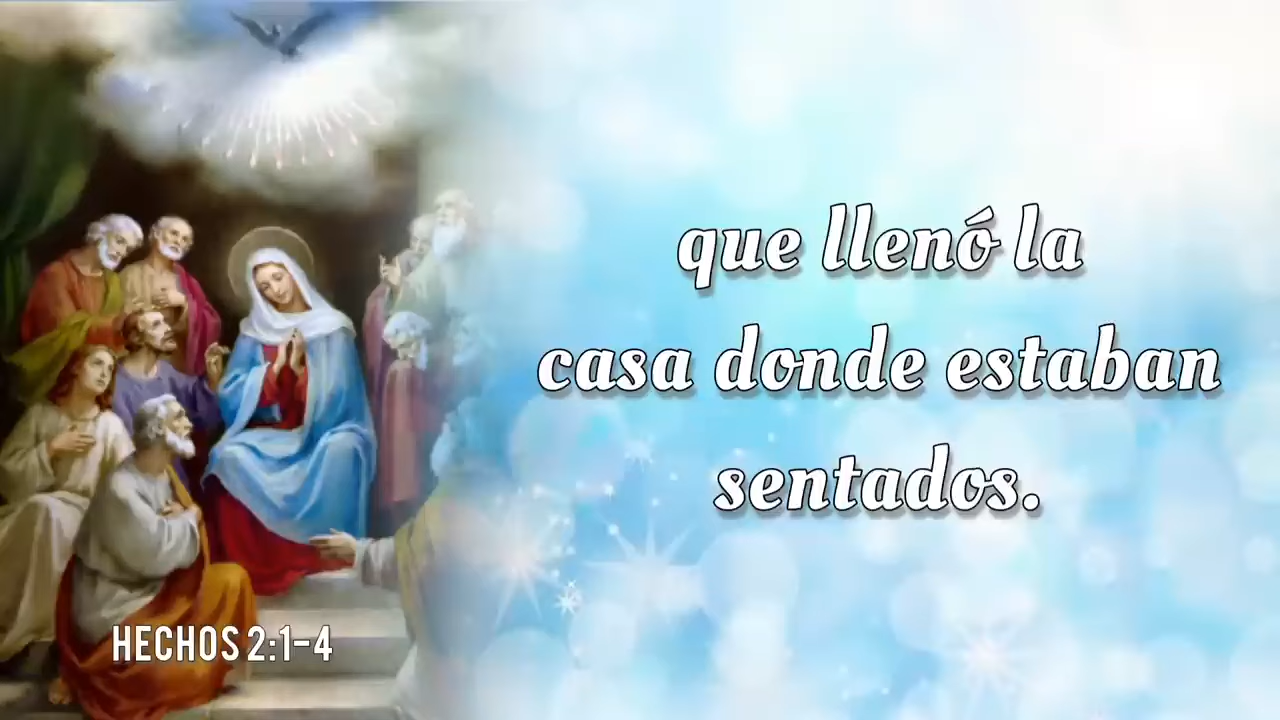 que llenó la
casa donde estaban
sentados.
HECHOS 2:1-4